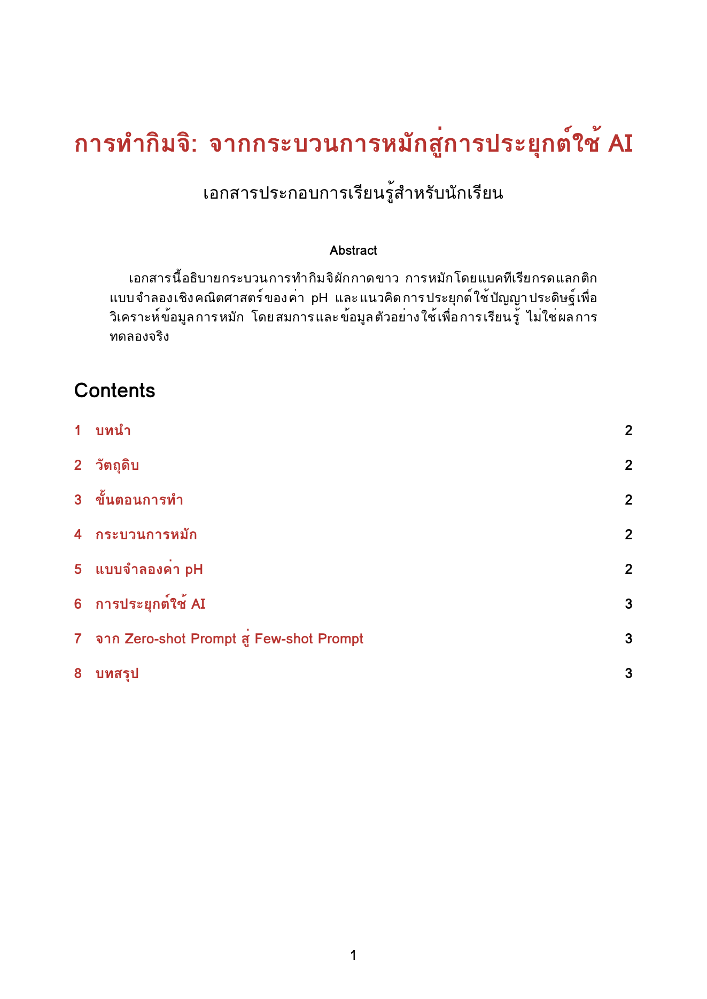 การทำกิมจิ: จากกระบวนการหมักสู่การประยุกต์ใช้ AI
เอกสารประกอบการเรียนรู้สำหรับนักเรียน
Abstract
เอกสารนี้อธิบายกระบวนการทำกิมจิผักกาดขาว การหมักโดยแบคทีเรียกรดแลกติก
แบบจำลองเชิงคณิตศาสตร์ของค่า pH และแนวคิดการประยุกต์ใช้ปัญญาประดิษฐ์เพื่อ
วิเคราะห์ข้อมูลการหมัก โดยสมการและข้อมูลตัวอย่างใช้เพื่อการเรียนรู้ ไม่ใช่ผลการ
ทดลองจริง
Contents
1 บทนำ 2
2 วัตถุดิบ 2
3 ขั้นตอนการทำ 2
4 กระบวนการหมัก 2
5 แบบจำลองค่า pH 2
6 การประยุกต์ใช้ AI 3
7 จาก Zero-shot Prompt สู่ Few-shot Prompt 3
8 บทสรุป 3
1